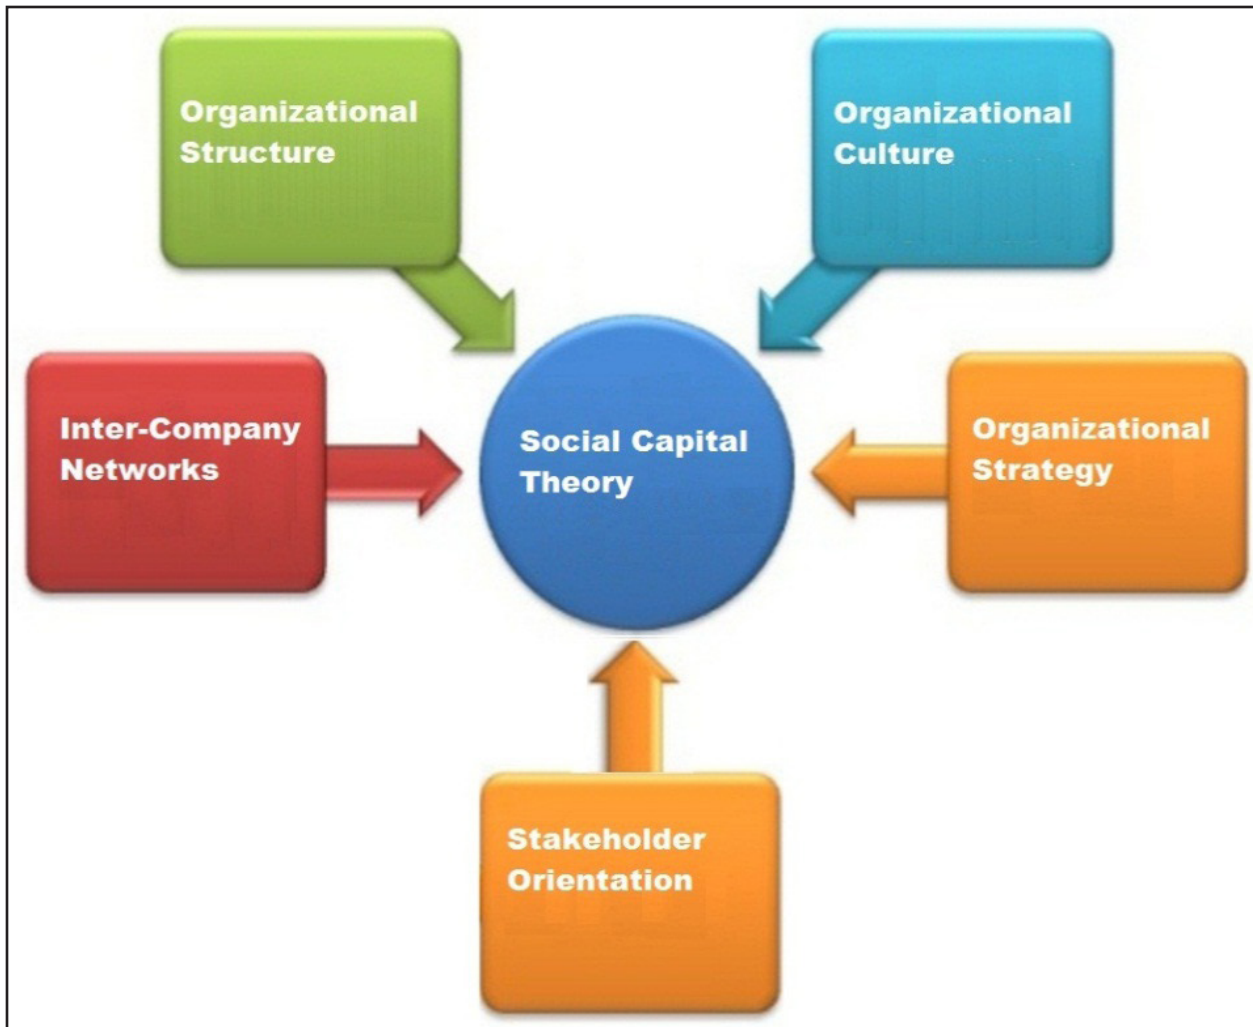 Organizational
Structure
Organizational
Culture
Inter-Company
Networks
Social Capital
Theory
Organizational
Strategy
Stakeholder
Orientation